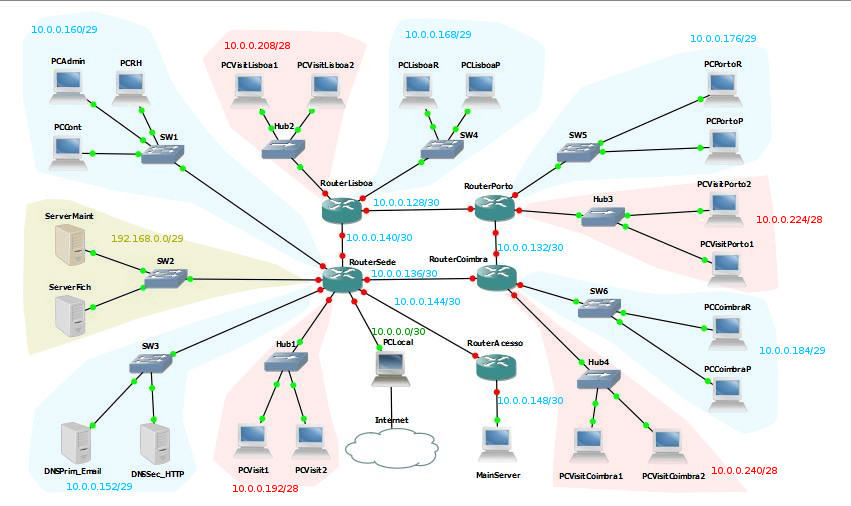 10.0.0.160/29
PCAdmin
PCRH
PCCont
SW1
10.0.0.208/28
PCVisitLisboa1
PCVisitLisboa2
Hub2
10.0.0.168/29
PCLisboaR
PCLisboaP
SW4
10.0.0.176/29
PCPortoR
PCPortoP
SW5
RouterLisboa
10.0.0.128/30
RouterPorto
Hub3
PCVisitPorto2
10.0.0.224/28
PCVisitPorto1
ServerMaint
192.168.0.0/29
SW2
ServerFich
10.0.0.140/30
RouterSede
10.0.0.136/30
RouterCoimbra
10.0.0.132/30
10.0.0.144/30
SW6
PCCoimbraR
10.0.0.184/29
PCCoimbraP
SW3
Hub1
10.0.0.0/30
PCLocal
RouterAcesso
Hub4
10.0.0.148/30
DNSPrim_Email
DNSSec_HTTP
10.0.0.152/29
PCVisit1
PCVisit2
10.0.0.192/28
Internet
MainServer
PCVisitCoimbra1
PCVisitCoimbra2
10.0.0.240/28